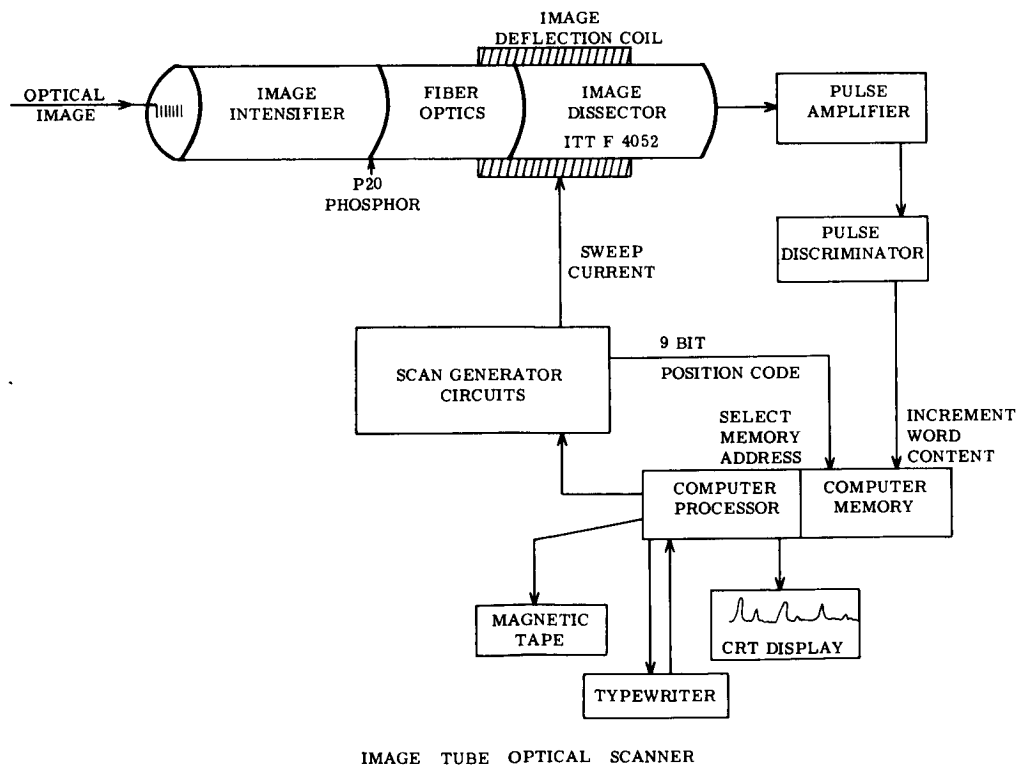 IMAGE
DEFLECTION COIL
OPTICAL
IMAGE
IMAGE
INTENSIFIER
FIBER
OPTICS
IMAGE
DISSECTOR
ITT F 4052
PULSE
AMPLIFIER
P20
PHOSPHOR
PULSE
DISCRIMINATOR
SWEEP
CURRENT
SCAN GENERATOR
CIRCUITS
9 BIT
POSITION CODE
SELECT
MEMORY
ADDRESS
INCREMENT
WORD
CONTENT
COMPUTER
PROCESSOR
COMPUTER
MEMORY
MAGNETIC
TAPE
CRT DISPLAY
TYPEWRITER
IMAGE TUBE OPTICAL SCANNER